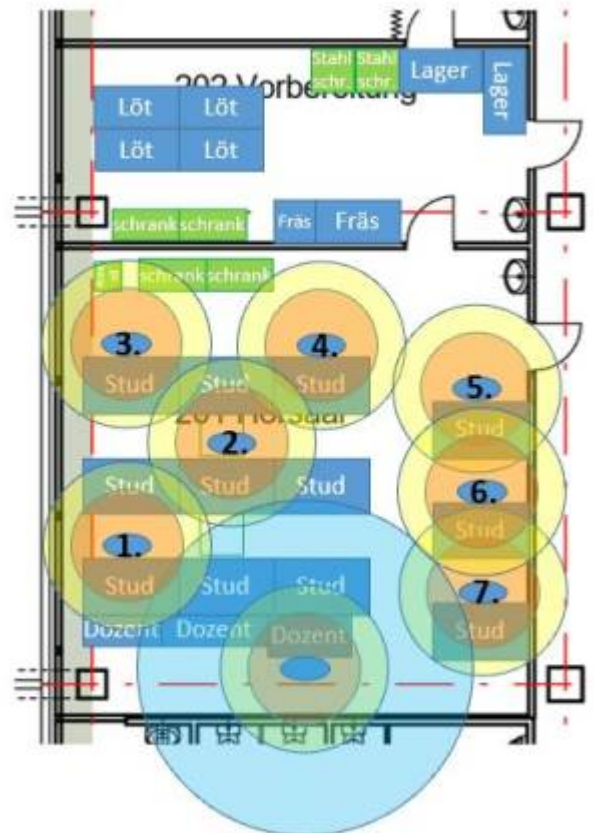 Stahl Stahl
schr. schr.
Lager
Lager
202 Vorbereitung
Löt Löt
Löt Löt
schrank schrank
Fräs Fräs
schrank schrank
3. 4.
Stud Stud Stud
5.
Stud
201 Hörsaal
2.
Stud Stud Stud
6.
Stud
1.
Stud Stud Stud
7.
Stud
Dozent Dozent Dozent